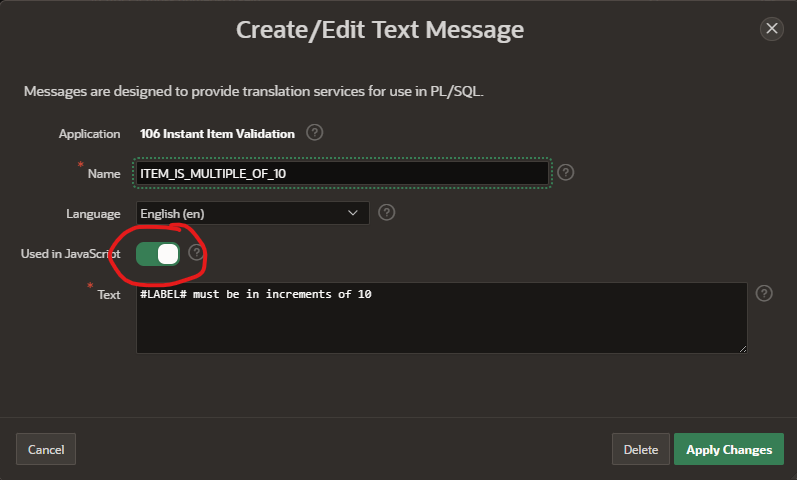 Create/Edit Text Message
Messages are designed to provide translation services for use in PL/SQL.
Application 106 Instant Item Validation ?
* Name ITEM_IS_MULTIPLE_OF_10 ?
Language English (en) ?
Used in JavaScript ?
* Text #LABEL# must be in increments of 10 ?
Cancel Delete Apply Changes